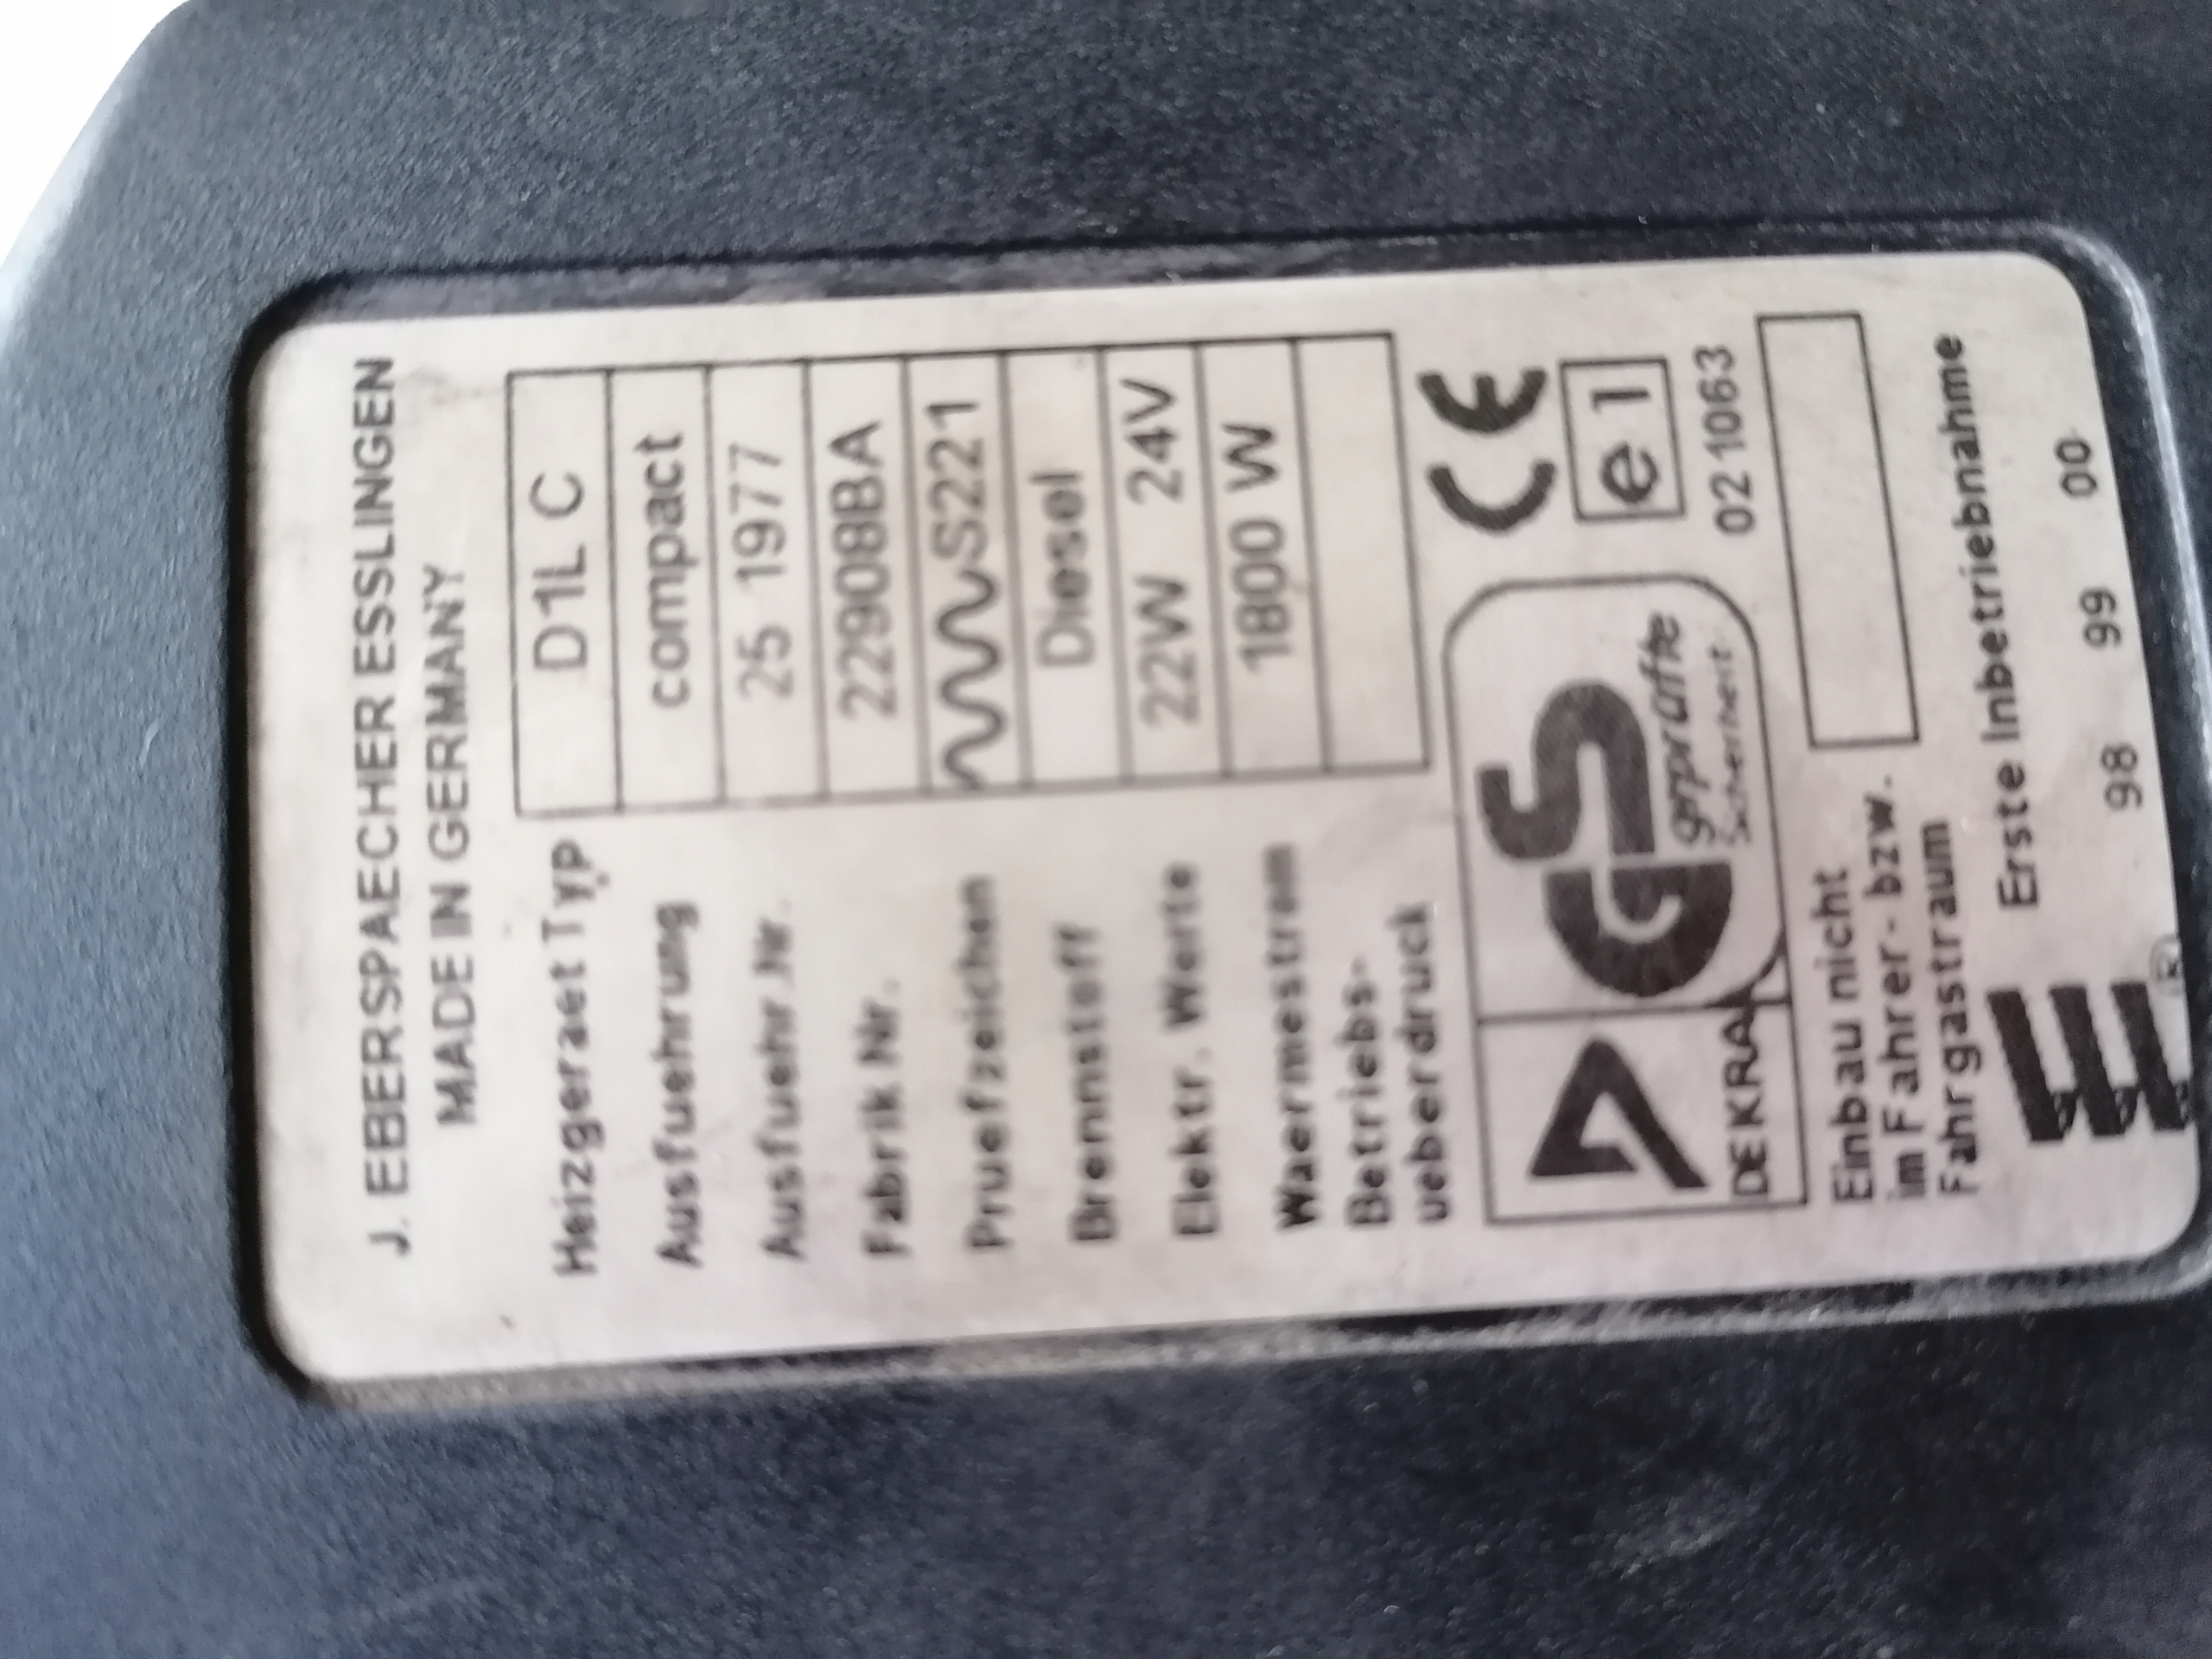 J. EBERSPAECHER ESSLINGEN
MADE IN GERMANY
Heizgeraet Typ D1L C
Ausfuehrung compact
Ausfuehr.Nr. 25 1977
Fabrik Nr. 22908BA
Pruefzeichen S221
Brennstoff Diesel
Elektr. Werte 22W 24V
Waermestrom 1800 W
Betriebs-
ueberdruck
DEKRA
GS
geprüfte
Sicherheit
CE
e 1
02 1063
Einbau nicht
im Fahrer- bzw.
Fahrgastraum
Erste Inbetriebnahme
98 99 00
®